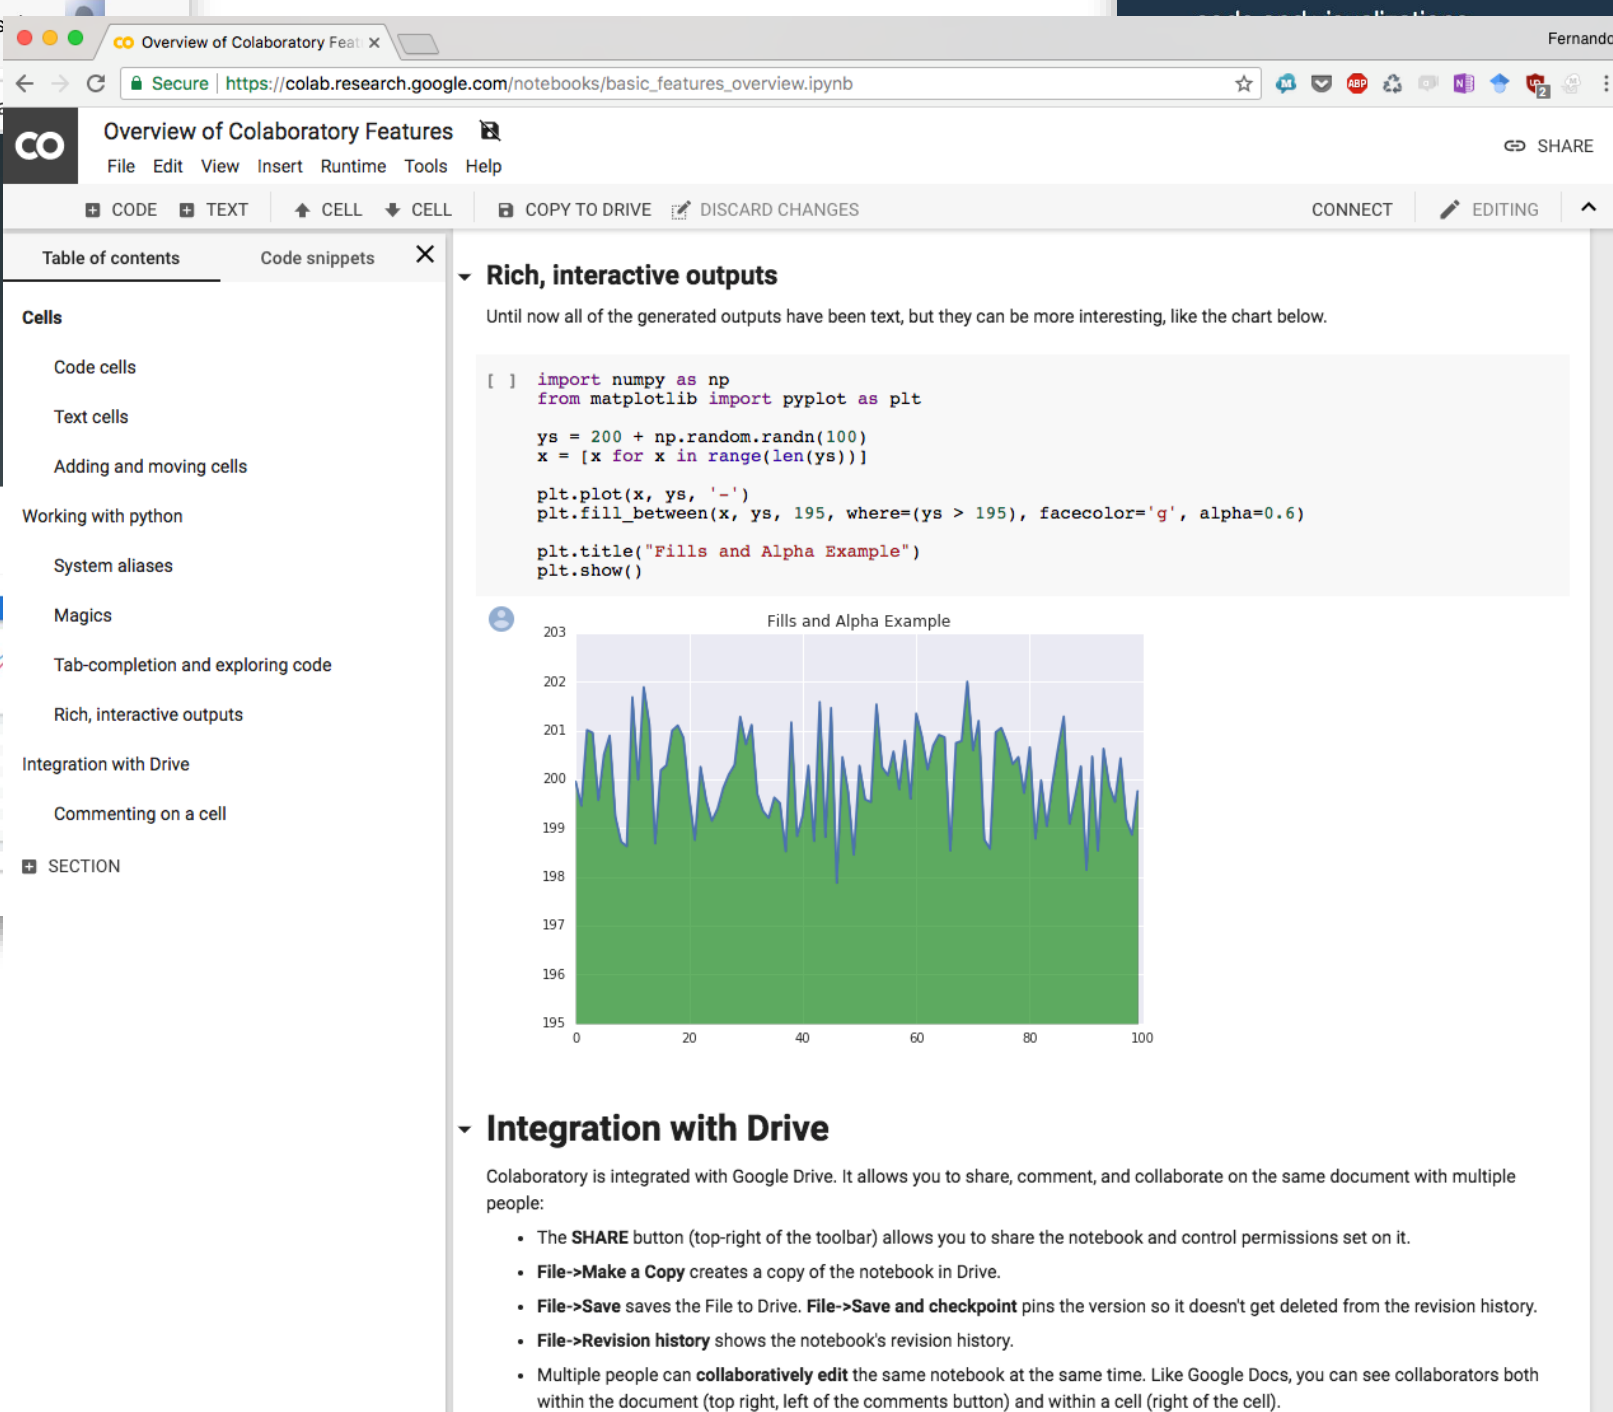 Overview of Colaboratory Feat
Fernando
Secure
https://colab.research.google.com/notebooks/basic_features_overview.ipynb
ABP
2
CO
Overview of Colaboratory Features
File Edit View Insert Runtime Tools Help
SHARE
CODE TEXT CELL CELL COPY TO DRIVE DISCARD CHANGES CONNECT EDITING
Table of contents
Code snippets
Cells
Code cells
Text cells
Adding and moving cells
Working with python
System aliases
Magics
Tab-completion and exploring code
Rich, interactive outputs
Integration with Drive
Commenting on a cell
SECTION
Rich, interactive outputs
Until now all of the generated outputs have been text, but they can be more interesting, like the chart below.
[ ] import numpy as np
from matplotlib import pyplot as plt
ys = 200 + np.random.randn(100)
x = [x for x in range(len(ys))]
plt.plot(x, ys, '-')
plt.fill_between(x, ys, 195, where=(ys > 195), facecolor='g', alpha=0.6)
plt.title("Fills and Alpha Example")
plt.show()
Fills and Alpha Example
203
202
201
200
199
198
197
196
195
0 20 40 60 80 100
Integration with Drive
Colaboratory is integrated with Google Drive. It allows you to share, comment, and collaborate on the same document with multiple
people:
• The SHARE button (top-right of the toolbar) allows you to share the notebook and control permissions set on it.
• File->Make a Copy creates a copy of the notebook in Drive.
• File->Save saves the File to Drive. File->Save and checkpoint pins the version so it doesn't get deleted from the revision history.
• File->Revision history shows the notebook's revision history.
• Multiple people can collaboratively edit the same notebook at the same time. Like Google Docs, you can see collaborators both
within the document (top right, left of the comments button) and within a cell (right of the cell).